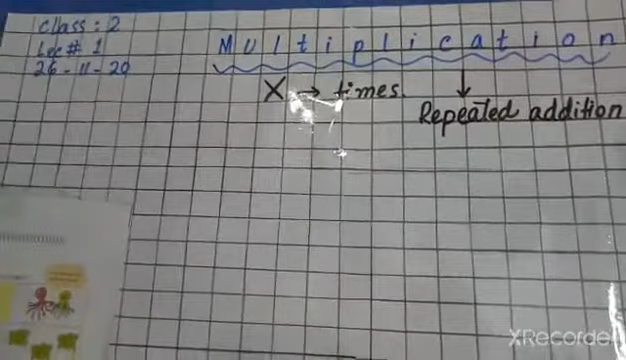 Class : 2
Lec # 1
26 - 11 - 20
Multiplication
X → times.
Repeated addition
XRecorder